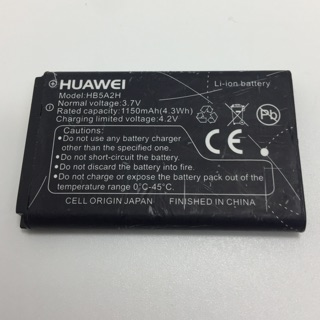 HUAWEI
Li-ion battery
Model: HB5A2H
Normal voltage: 3.7V
Rated capacity: 1150mAh(4.3Wh)
Charging limited voltage: 4.2V
Do not use any battery charger
other than the specific one.
Do not short-circuit the battery.
Do not discard the battery into fire.
Do not charge or expose the battery pack out of
temperature range 0°C-45°C.
CE
Pb
CELL ORIGIN JAPAN
FINISHED IN CHINA